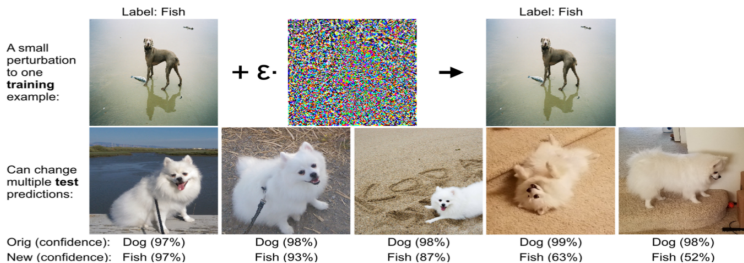 Label: Fish
Label: Fish
A small
perturbation
to one
training
example:
+ ε·
Can change
multiple test
predictions:
Orig (confidence): Dog (97%) Dog (98%) Dog (98%) Dog (99%) Dog (98%)
New (confidence): Fish (97%) Fish (93%) Fish (87%) Fish (63%) Fish (52%)